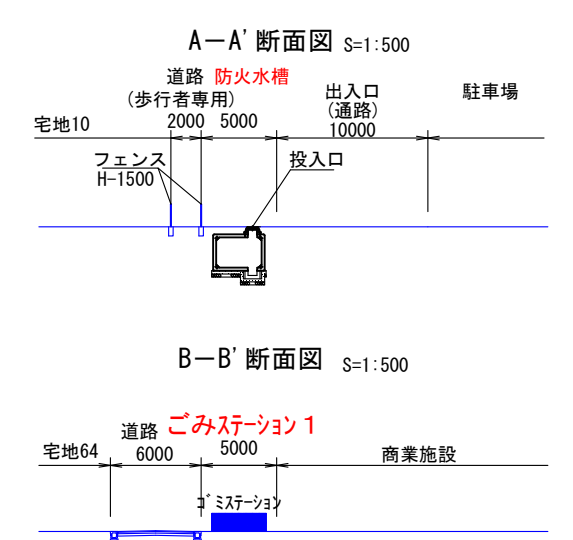 A－A' 断面図 S=1:500
道路 防火水槽
(歩行者専用)
出入口
(通路)
駐車場
宅地10
2000 5000 10000
フェンス
H-1500
投入口
B－B' 断面図 S=1:500
道路 ごみｽﾃｰｼｮﾝ１
宅地64 6000 5000 商業施設
ｺﾞﾐｽﾃｰｼｮﾝ